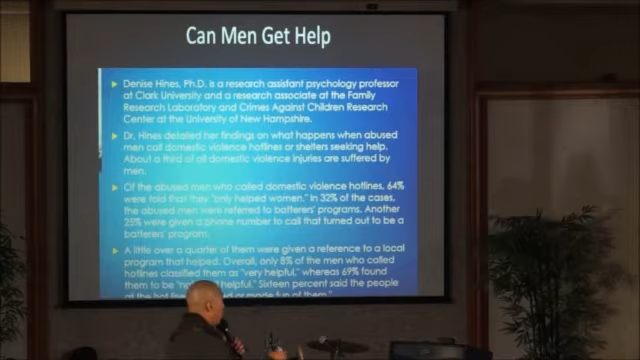 Can Men Get Help
Denise Hines, Ph.D. is a research assistant psychology professor
at Clark University and a research associate at the Family
Research Laboratory and Crimes Against Children Research
Center at the University of New Hampshire.
Dr. Hines detailed her findings on what happens when abused
men call domestic violence hotlines or shelters seeking help.
About a third of all domestic violence injuries are suffered by
men.
Of the abused men who called domestic violence hotlines, 64%
were told that they "only helped women." In 32% of the cases,
the abused men were referred to batterers' programs. Another
25% were given a phone number to call that turned out to be a
batterers' program.
A little over a quarter of them were given a reference to a local
program that helped. Overall, only 8% of the men who called
hotlines classified them as "very helpful," whereas 69% found
them to be "not helpful." Sixteen percent said the people
at the or made fun of them."